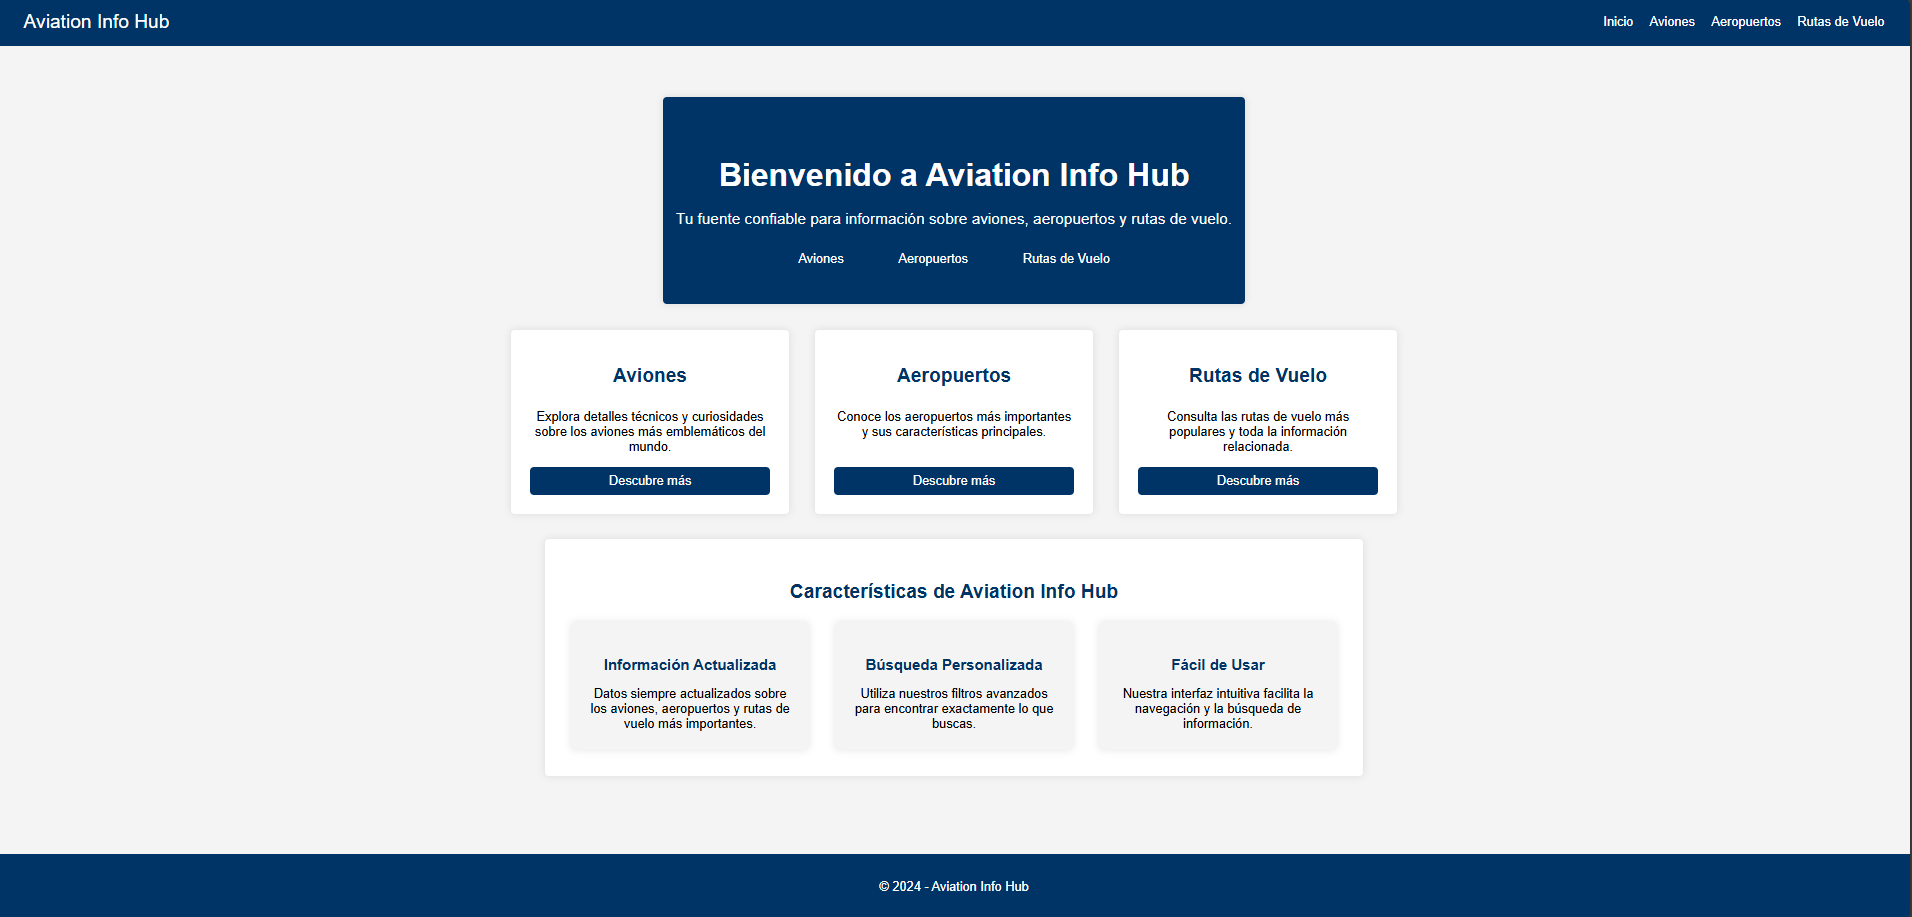 Aviation Info Hub
Inicio Aviones Aeropuertos Rutas de Vuelo
Bienvenido a Aviation Info Hub
Tu fuente confiable para información sobre aviones, aeropuertos y rutas de vuelo.
Aviones Aeropuertos Rutas de Vuelo
Aviones
Explora detalles técnicos y curiosidades
sobre los aviones más emblemáticos del
mundo.
Descubre más
Aeropuertos
Conoce los aeropuertos más importantes
y sus características principales.
Descubre más
Rutas de Vuelo
Consulta las rutas de vuelo más
populares y toda la información
relacionada.
Descubre más
Características de Aviation Info Hub
Información Actualizada
Datos siempre actualizados sobre
los aviones, aeropuertos y rutas de
vuelo más importantes.
Búsqueda Personalizada
Utiliza nuestros filtros avanzados
para encontrar exactamente lo que
buscas.
Fácil de Usar
Nuestra interfaz intuitiva facilita la
navegación y la búsqueda de
información.
© 2024 - Aviation Info Hub